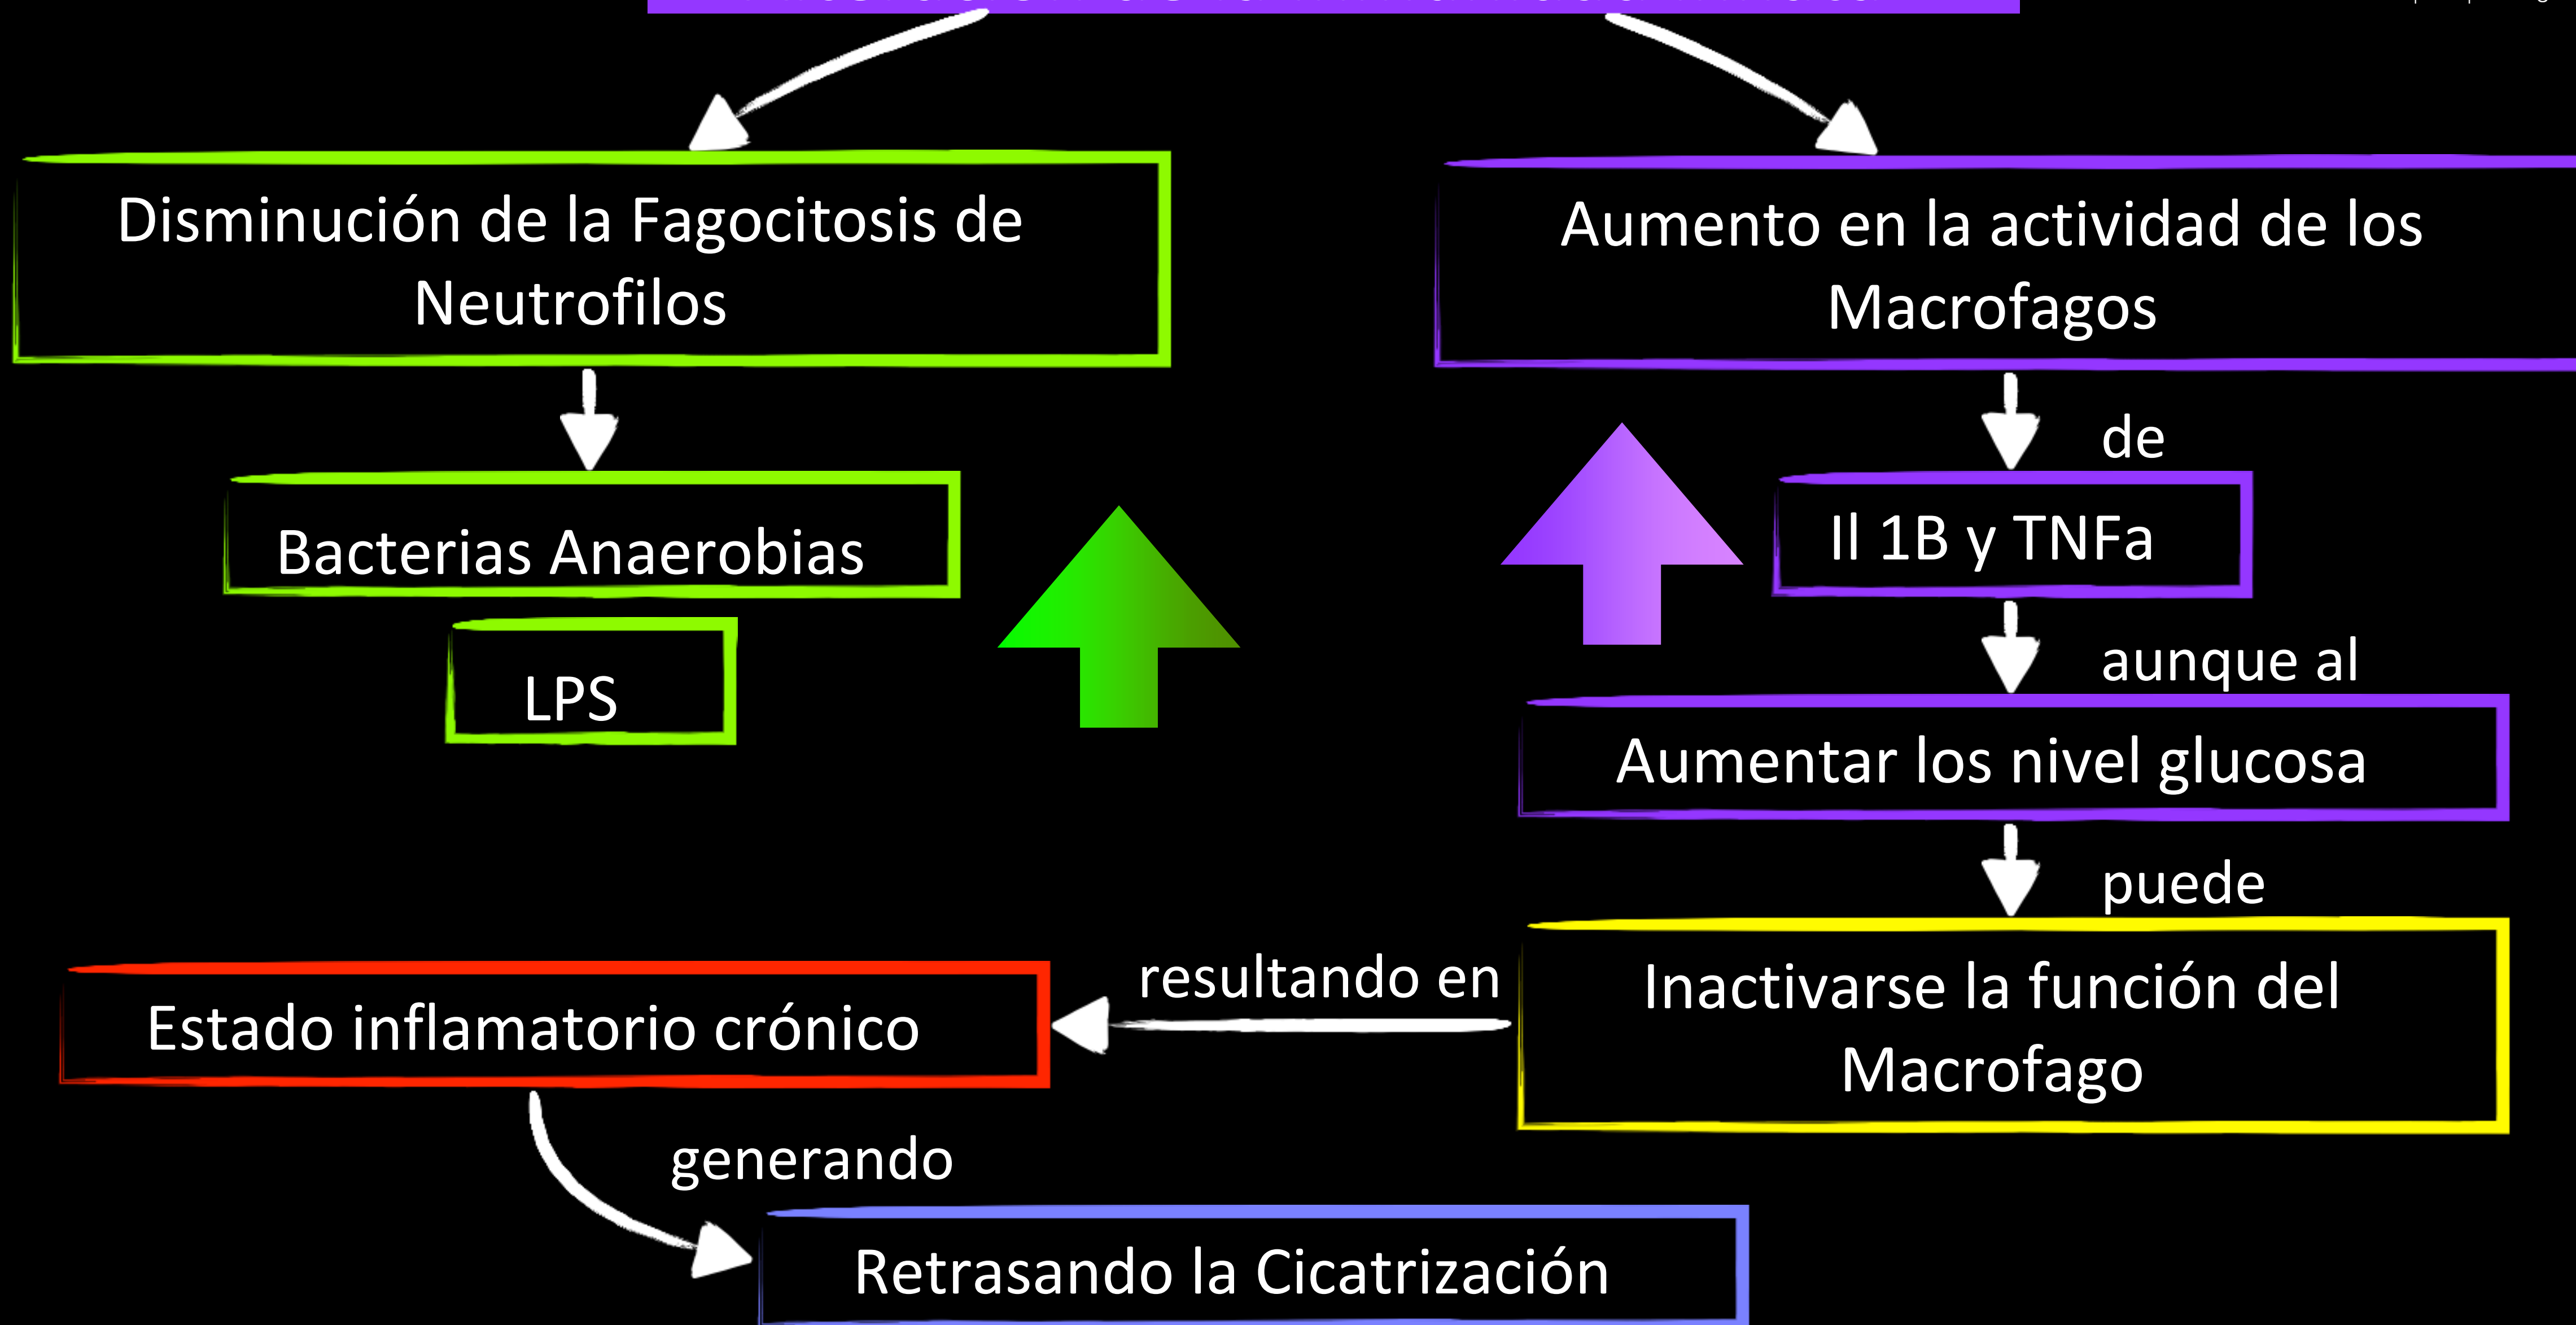 Disminución de la Fagocitosis de
Neutrofilos
Aumento en la actividad de los
Macrofagos
de
Bacterias Anaerobias
Il 1B y TNFa
LPS
aunque al
Aumentar los nivel glucosa
puede
Inactivarse la función del
Macrofago
resultando en
Estado inflamatorio crónico
generando
Retrasando la Cicatrización